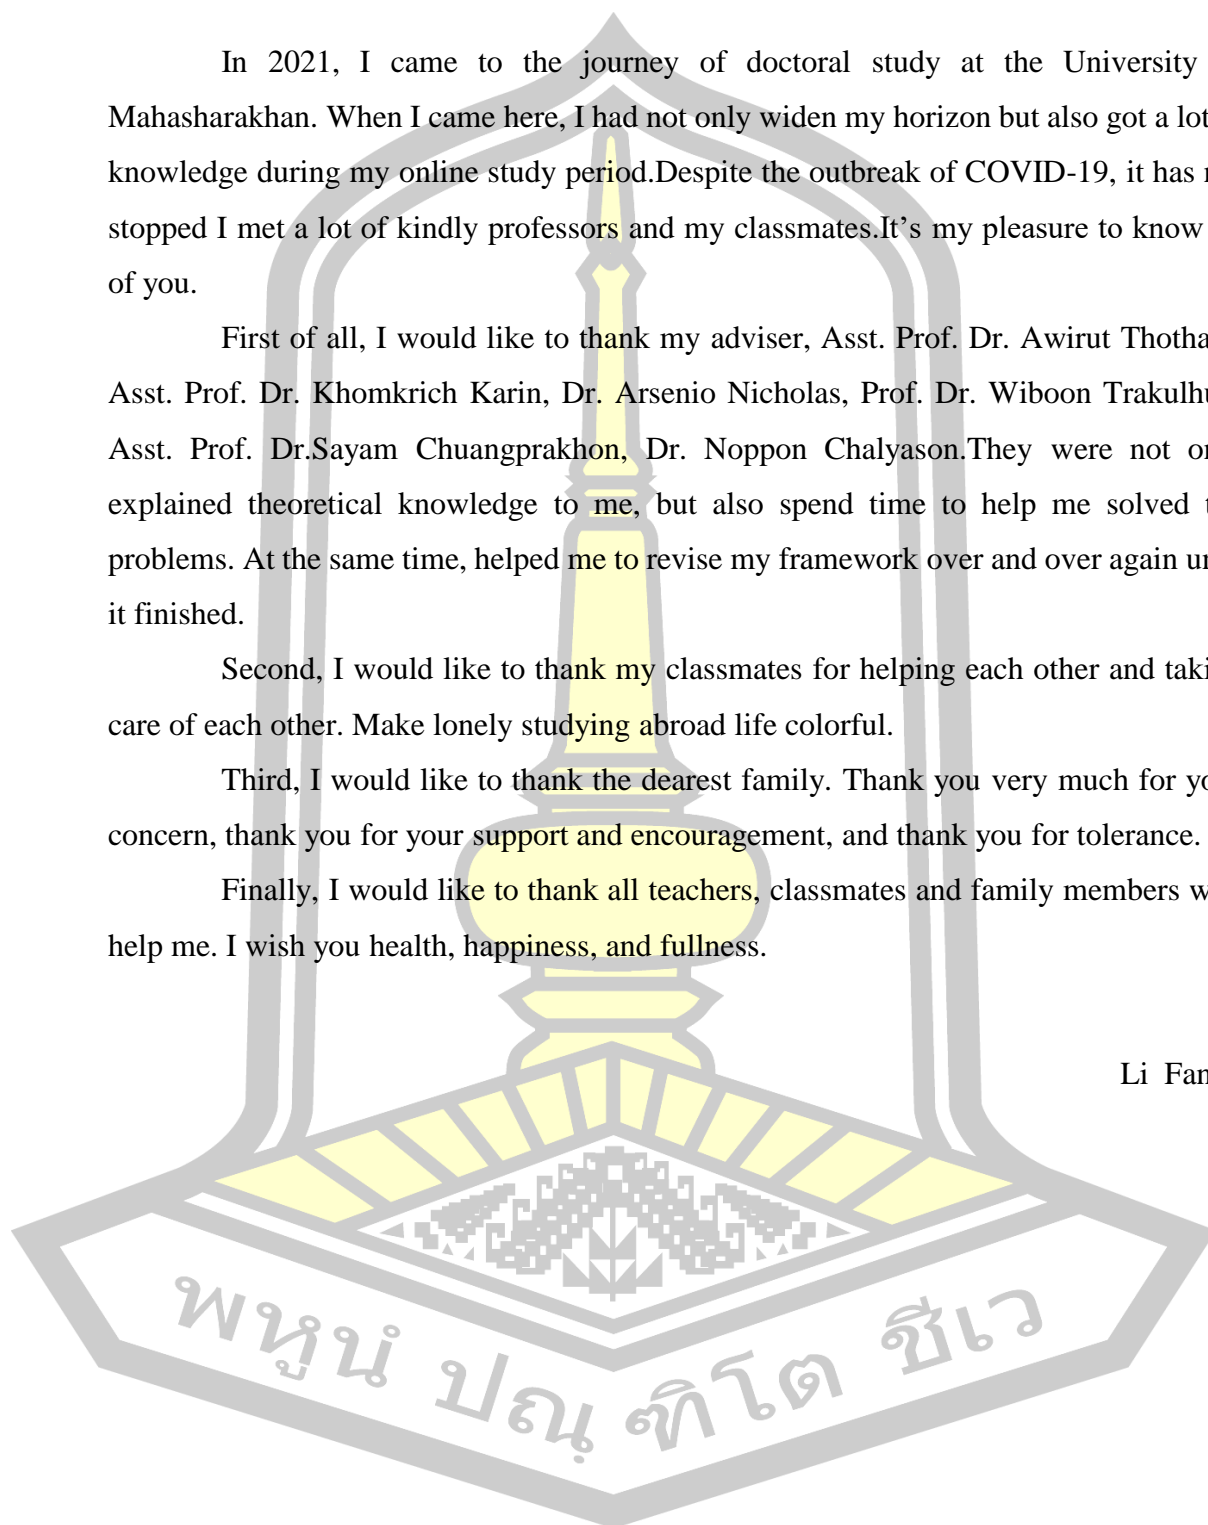 In 2021, I came to the journey of doctoral study at the University
Mahasharakhan. When I came here, I had not only widen my horizon but also got a lot
knowledge during my online study period.Despite the outbreak of COVID-19, it has
stopped I met a lot of kindly professors and my classmates.It's my pleasure to know
of you.
First of all, I would like to thank my adviser, Asst. Prof. Dr. Awirut
Asst. Prof. Dr. Khomkrich Karin, Dr. Arsenio Nicholas, Prof. Dr. Wiboon
Asst. Prof. Dr.Sayam Chuangprakhon, Dr. Noppon Chalyason.They were not
explained theoretical knowledge to me, but also spend time to help me solved
problems. At the same time, helped me to revise my framework over and over again
it finished.
Second, I would like to thank my classmates for helping each other and
care of each other. Make lonely studying abroad life colorful.
Third, I would like to thank the dearest family. Thank you very much for
concern, thank you for your support and encouragement, and thank you for tolerance.
Finally, I would like to thank all teachers, classmates and family members
help me. I wish you health, happiness, and fullness.
Li
พหูนํ ปณฺฑิโต ชีเว